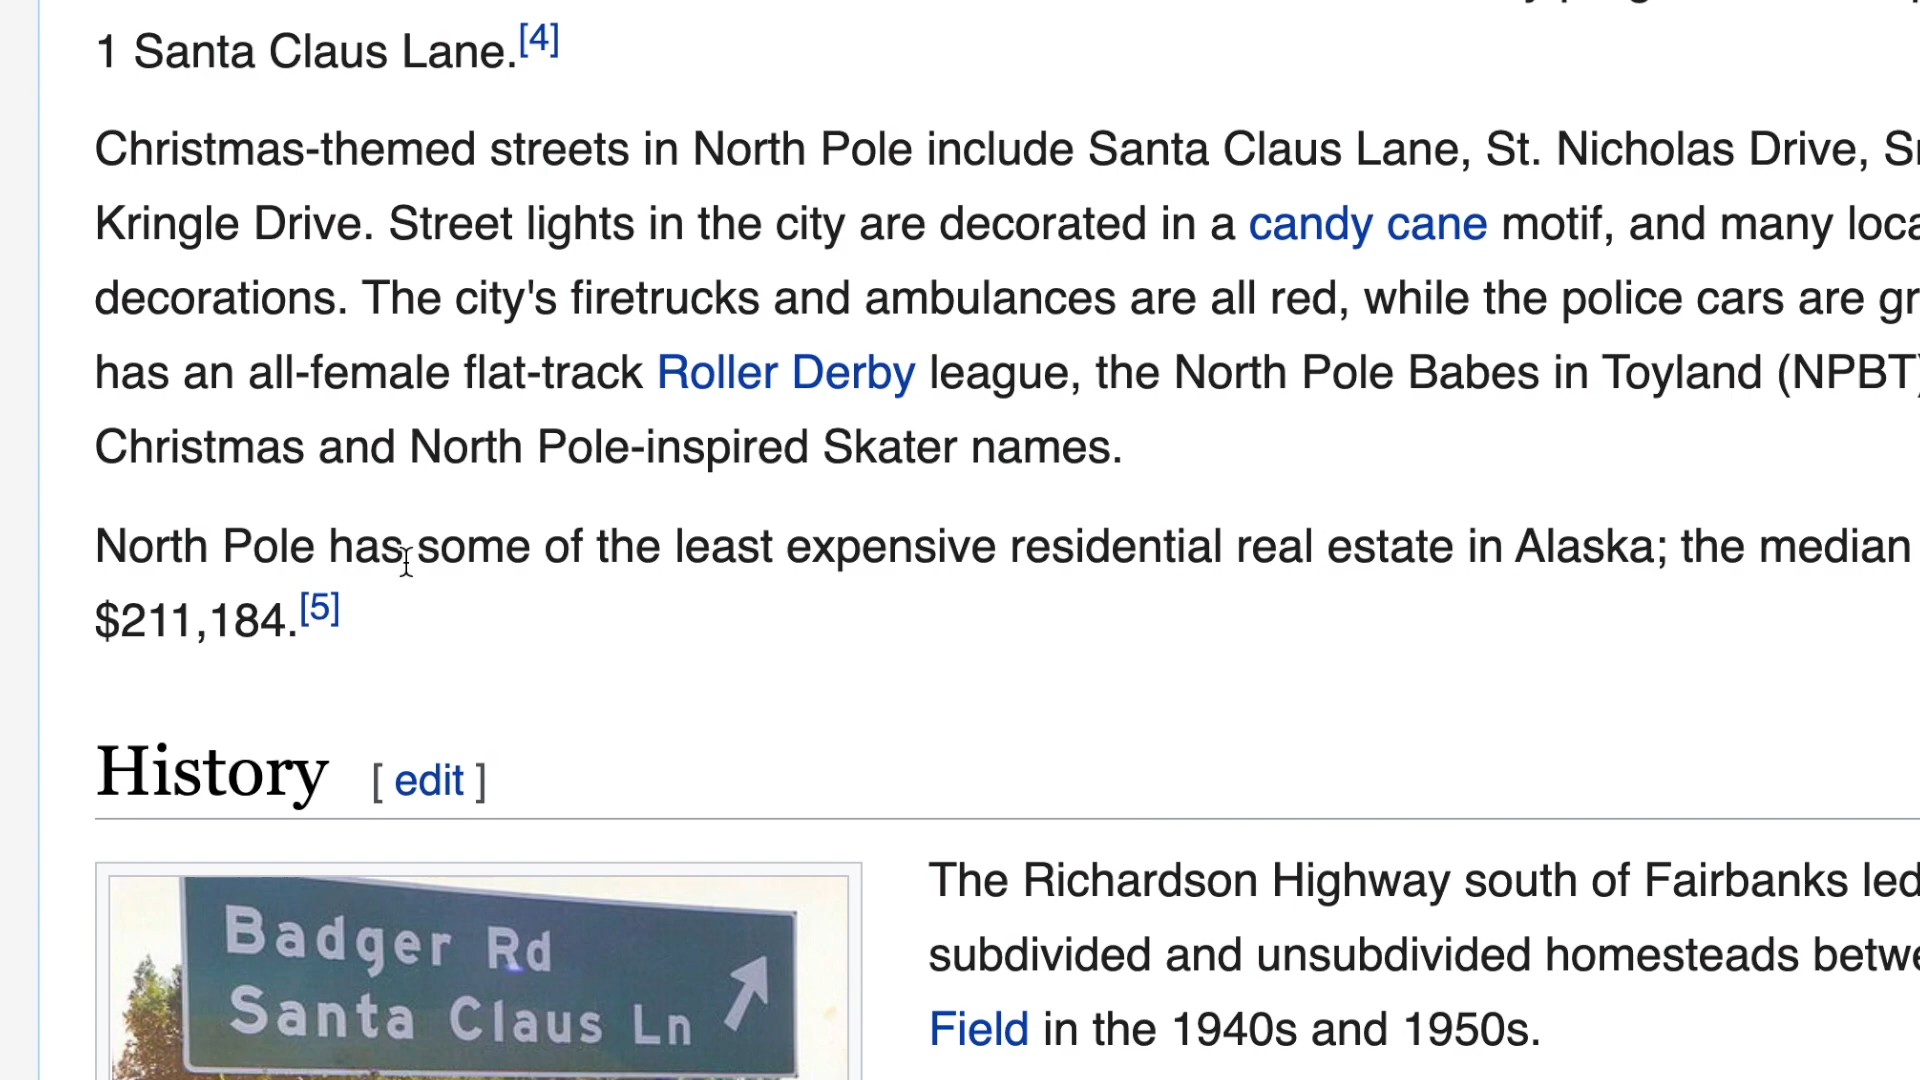 1 Santa Claus Lane.[4]
Christmas-themed streets in North Pole include Santa Claus Lane, St. Nicholas Drive,
Kringle Drive. Street lights in the city are decorated in a candy cane motif, and many
decorations. The city's firetrucks and ambulances are all red, while the police cars are
has an all-female flat-track Roller Derby league, the North Pole Babes in Toyland (NPBT)
Christmas and North Pole-inspired Skater names.
North Pole has some of the least expensive residential real estate in Alaska; the median
$211,184.[5]
History [ edit ]
The Richardson Highway south of Fairbanks led
subdivided and unsubdivided homesteads
Field in the 1940s and 1950s.
Badger Rd
Santa Claus Ln